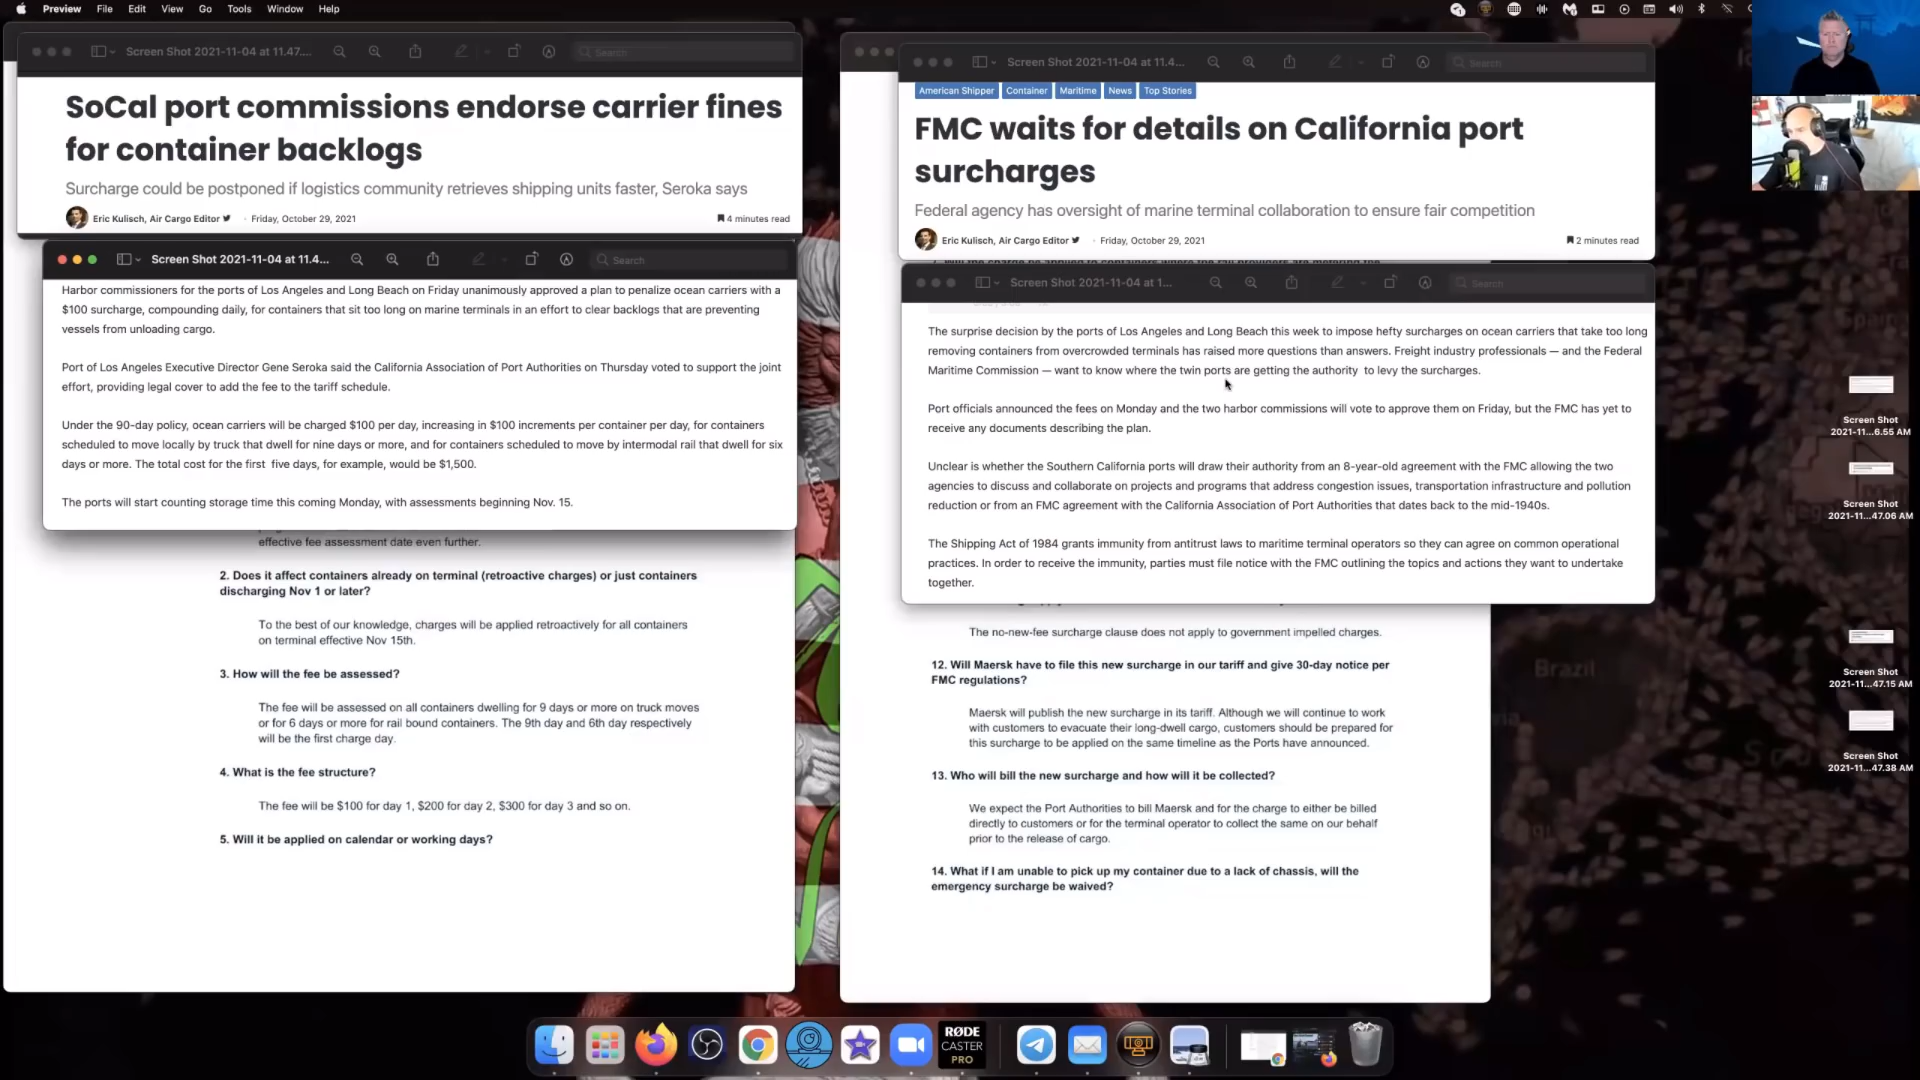 Preview File Edit View Go Tools Window Help
Screen Shot 2021-11-04 at 11.47....
Search
SoCal port commissions endorse carrier fines
for container backlogs
Surcharge could be postponed if logistics community retrieves shipping units faster, Seroka says
Eric Kulisch, Air Cargo Editor · Friday, October 29, 2021 4 minutes read
Screen Shot 2021-11-04 at 11.4...
Search
Harbor commissioners for the ports of Los Angeles and Long Beach on Friday unanimously approved a plan to penalize ocean carriers with a
$100 surcharge, compounding daily, for containers that sit too long on marine terminals in an effort to clear backlogs that are preventing
vessels from unloading cargo.
Port of Los Angeles Executive Director Gene Seroka said the California Association of Port Authorities on Thursday voted to support the joint
effort, providing legal cover to add the fee to the tariff schedule.
Under the 90-day policy, ocean carriers will be charged $100 per day, increasing in $100 increments per container per day, for containers
scheduled to move locally by truck that dwell for nine days or more, and for containers scheduled to move by intermodal rail that dwell for six
days or more. The total cost for the first five days, for example, would be $1,500.
The ports will start counting storage time this coming Monday, with assessments beginning Nov. 15.
effective fee assessment date even further.
2. Does it affect containers already on terminal (retroactive charges) or just containers
discharging Nov 1 or later?
To the best of our knowledge, charges will be applied retroactively for all containers
on terminal effective Nov 15th.
3. How will the fee be assessed?
The fee will be assessed on all containers dwelling for 9 days or more on truck moves
or for 6 days or more for rail bound containers. The 9th day and 6th day respectively
will be the first charge day.
4. What is the fee structure?
The fee will be $100 for day 1, $200 for day 2, $300 for day 3 and so on.
5. Will it be applied on calendar or working days?
Screen Shot 2021-11-04 at 11.4...
Search
American Shipper Container Maritime News Top Stories
FMC waits for details on California port
surcharges
Federal agency has oversight of marine terminal collaboration to ensure fair competition
Eric Kulisch, Air Cargo Editor · Friday, October 29, 2021 2 minutes read
Screen Shot 2021-11-04 at 1...
Search
The surprise decision by the ports of Los Angeles and Long Beach this week to impose hefty surcharges on ocean carriers that take too long
removing containers from overcrowded terminals has raised more questions than answers. Freight industry professionals — and the Federal
Maritime Commission — want to know where the twin ports are getting the authority to levy the surcharges.
Port officials announced the fees on Monday and the two harbor commissions will vote to approve them on Friday, but the FMC has yet to
receive any documents describing the plan.
Unclear is whether the Southern California ports will draw their authority from an 8-year-old agreement with the FMC allowing the two
agencies to discuss and collaborate on projects and programs that address congestion issues, transportation infrastructure and pollution
reduction or from an FMC agreement with the California Association of Port Authorities that dates back to the mid-1940s.
The Shipping Act of 1984 grants immunity from antitrust laws to maritime terminal operators so they can agree on common operational
practices. In order to receive the immunity, parties must file notice with the FMC outlining the topics and actions they want to undertake
together.
The no-new-fee surcharge clause does not apply to government impelled charges.
12. Will Maersk have to file this new surcharge in our tariff and give 30-day notice per
FMC regulations?
Maersk will publish the new surcharge in its tariff. Although we will continue to work
with customers to evacuate their long-dwell cargo, customers should be prepared for
this surcharge to be applied on the same timeline as the Ports have announced.
13. Who will bill the new surcharge and how will it be collected?
We expect the Port Authorities to bill Maersk and for the charge to either be billed
directly to customers or for the terminal operator to collect the same on our behalf
prior to the release of cargo.
14. What if I am unable to pick up my container due to a lack of chassis, will the
emergency surcharge be waived?
Brazil
Screen Shot
2021-11...6.55 AM
Screen Shot
2021-11...47.06 AM
Screen Shot
2021-11...47.15 AM
Screen Shot
2021-11...47.38 AM
RØDE
CASTER
PRO